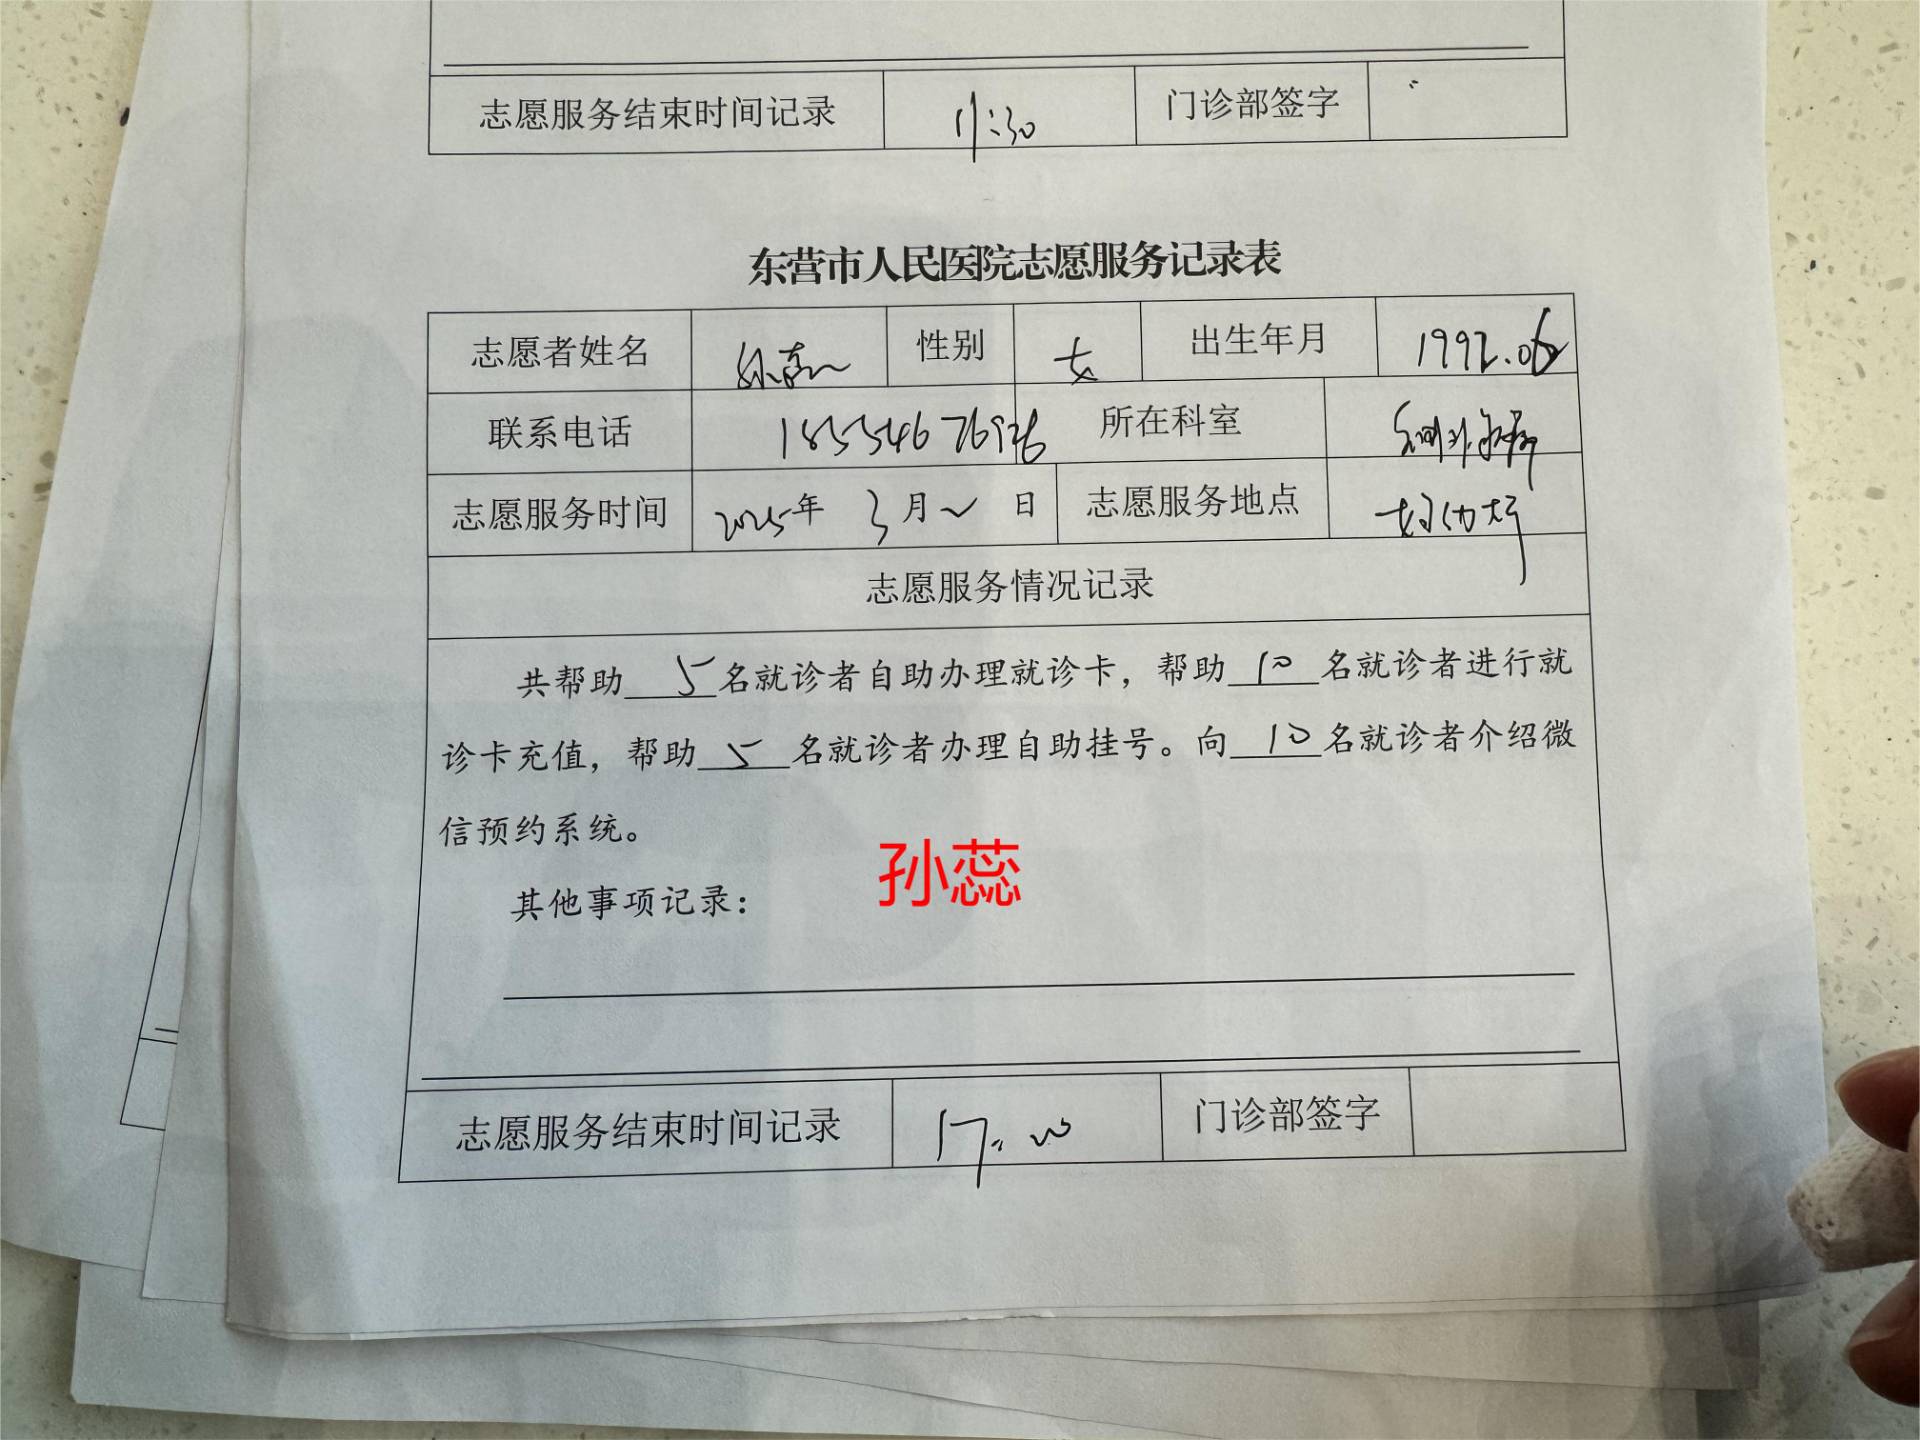 志愿服务结束时间记录 11:30 门诊部签字
东营市人民医院志愿服务记录表
志愿者姓名 孙蕊 性别 女 出生年月 1992.06
联系电话 所在科室
志愿服务时间 2025年 3月 日 志愿服务地点
志愿服务情况记录
共帮助 5 名就诊者自助办理就诊卡，帮助 10 名就诊者进行就
诊卡充值，帮助 5 名就诊者办理自助挂号。向 10 名就诊者介绍微
信预约系统。
孙蕊
其他事项记录：
志愿服务结束时间记录 17:00 门诊部签字